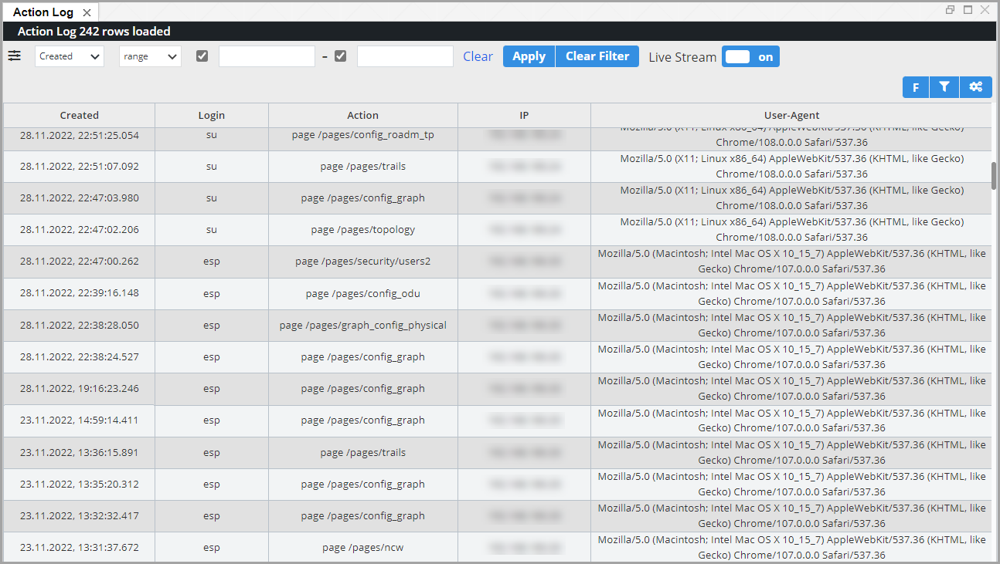 Action Log
Action Log 242 rows loaded
Created range - Clear Apply Clear Filter Live Stream on
F
Created Login Action IP User-Agent
28.11.2022, 22:51:25.054 su page /pages/config_roadm_tp Mozilla/5.0 (X11; Linux x86_64) AppleWebKit/537.36 (KHTML, like Gecko)
Chrome/108.0.0.0 Safari/537.36
28.11.2022, 22:51:07.092 su page /pages/trails Mozilla/5.0 (X11; Linux x86_64) AppleWebKit/537.36 (KHTML, like Gecko)
Chrome/108.0.0.0 Safari/537.36
28.11.2022, 22:47:03.980 su page /pages/config_graph Mozilla/5.0 (X11; Linux x86_64) AppleWebKit/537.36 (KHTML, like Gecko)
Chrome/108.0.0.0 Safari/537.36
28.11.2022, 22:47:02.206 su page /pages/topology Mozilla/5.0 (X11; Linux x86_64) AppleWebKit/537.36 (KHTML, like Gecko)
Chrome/108.0.0.0 Safari/537.36
28.11.2022, 22:47:00.262 esp page /pages/security/users2 Mozilla/5.0 (Macintosh; Intel Mac OS X 10_15_7) AppleWebKit/537.36 (KHTML, like
Gecko) Chrome/107.0.0.0 Safari/537.36
28.11.2022, 22:39:16.148 esp page /pages/config_odu Mozilla/5.0 (Macintosh; Intel Mac OS X 10_15_7) AppleWebKit/537.36 (KHTML, like
Gecko) Chrome/107.0.0.0 Safari/537.36
28.11.2022, 22:38:28.050 esp page /pages/graph_config_physical Mozilla/5.0 (Macintosh; Intel Mac OS X 10_15_7) AppleWebKit/537.36 (KHTML, like
Gecko) Chrome/107.0.0.0 Safari/537.36
28.11.2022, 22:38:24.527 esp page /pages/config_graph Mozilla/5.0 (Macintosh; Intel Mac OS X 10_15_7) AppleWebKit/537.36 (KHTML, like
Gecko) Chrome/107.0.0.0 Safari/537.36
28.11.2022, 19:16:23.246 esp page /pages/config_graph Mozilla/5.0 (Macintosh; Intel Mac OS X 10_15_7) AppleWebKit/537.36 (KHTML, like
Gecko) Chrome/107.0.0.0 Safari/537.36
23.11.2022, 14:59:14.411 esp page /pages/config_graph Mozilla/5.0 (Macintosh; Intel Mac OS X 10_15_7) AppleWebKit/537.36 (KHTML, like
Gecko) Chrome/107.0.0.0 Safari/537.36
23.11.2022, 13:36:15.891 esp page /pages/trails Mozilla/5.0 (Macintosh; Intel Mac OS X 10_15_7) AppleWebKit/537.36 (KHTML, like
Gecko) Chrome/107.0.0.0 Safari/537.36
23.11.2022, 13:35:20.312 esp page /pages/config_graph Mozilla/5.0 (Macintosh; Intel Mac OS X 10_15_7) AppleWebKit/537.36 (KHTML, like
Gecko) Chrome/107.0.0.0 Safari/537.36
23.11.2022, 13:32:32.417 esp page /pages/config_graph Mozilla/5.0 (Macintosh; Intel Mac OS X 10_15_7) AppleWebKit/537.36 (KHTML, like
Gecko) Chrome/107.0.0.0 Safari/537.36
23.11.2022, 13:31:37.672 esp page /pages/ncw Mozilla/5.0 (Macintosh; Intel Mac OS X 10_15_7) AppleWebKit/537.36 (KHTML, like
Gecko) Chrome/107.0.0.0 Safari/537.36